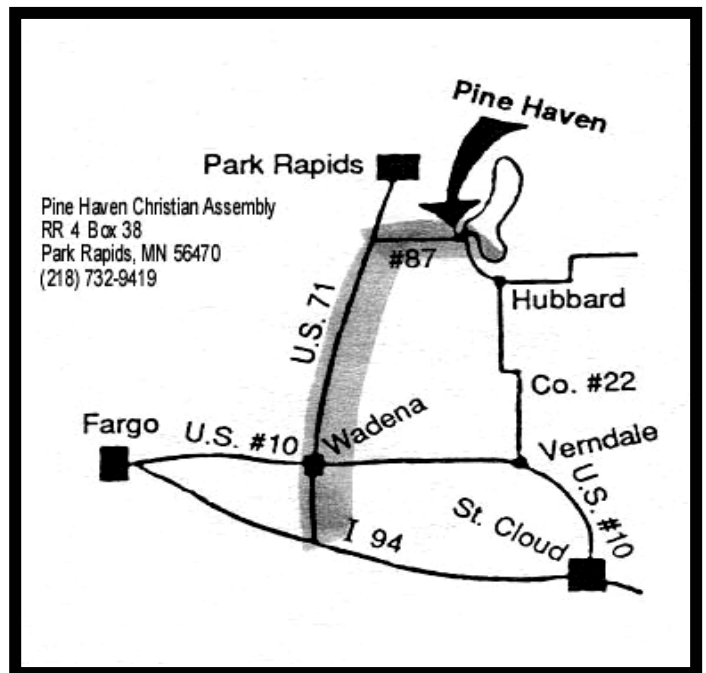 Pine Haven
Park Rapids
Pine Haven Christian Assembly
RR 4 Box 38
Park Rapids, MN 56470
(218) 732-9419
#87
Hubbard
U.S. 71
Co. #22
Fargo
U.S. #10
Wadena
Verndale
U.S. #10
St. Cloud
I 94